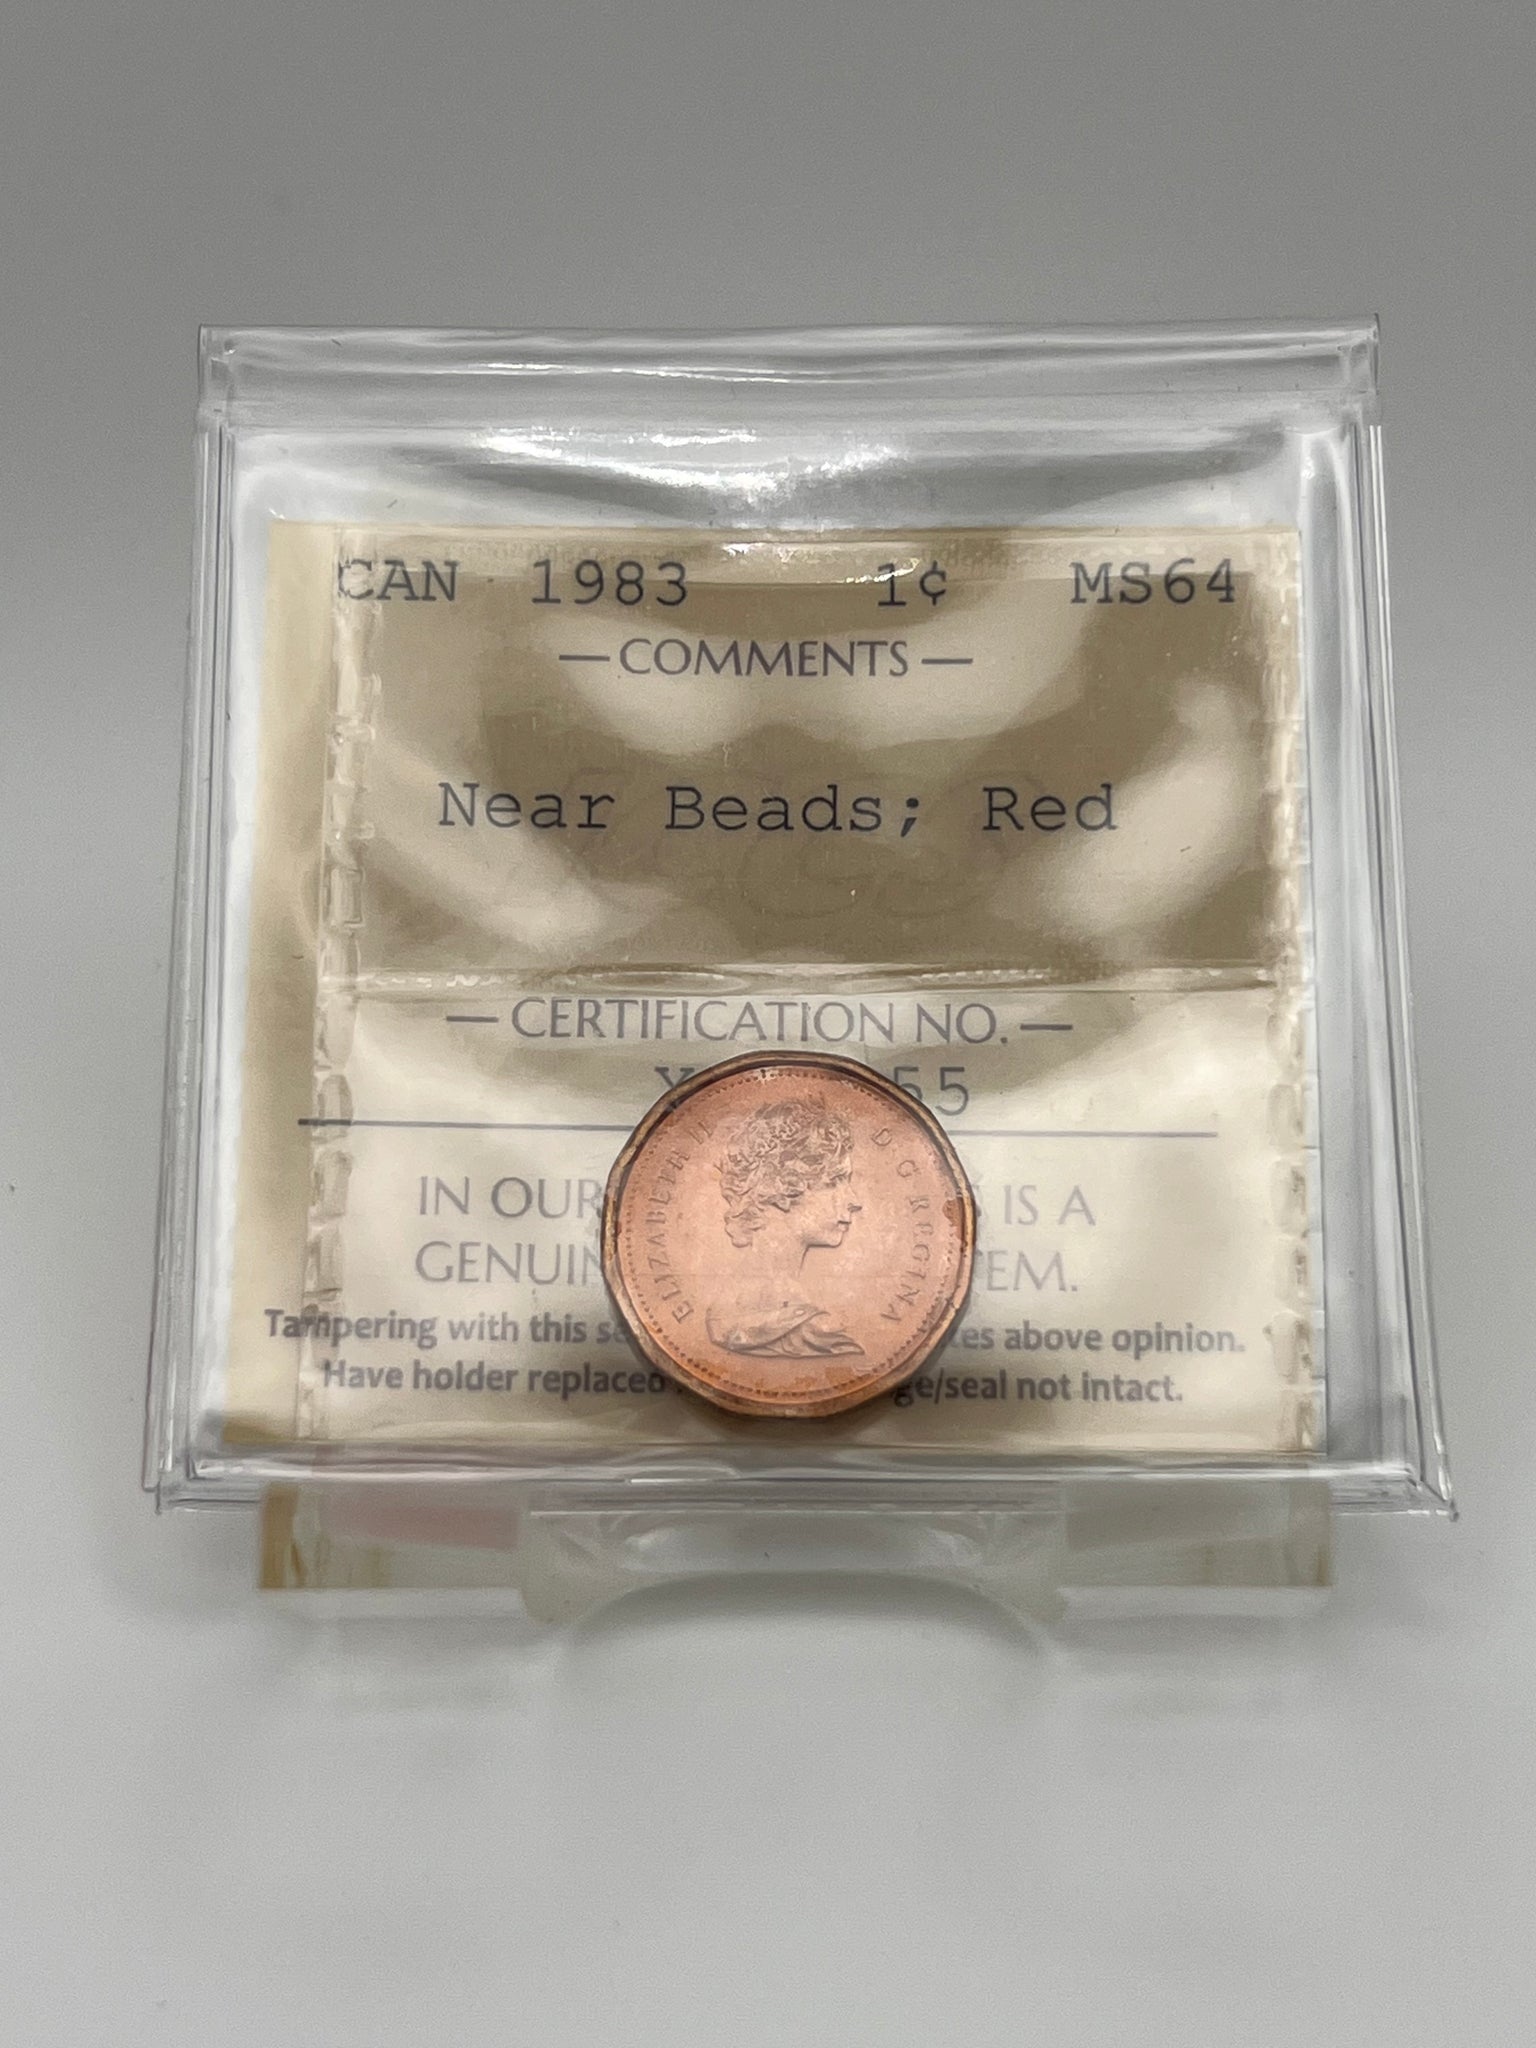 CAN 1983 1¢ MS64
— COMMENTS —
Near Beads; Red
— CERTIFICATION NO. —
55
IN OUR IS A
GENUIN EM.
Tampering with this above opinion.
Have holder replaced ge/seal not intact.
ELIZABETH II D·G·REGINA